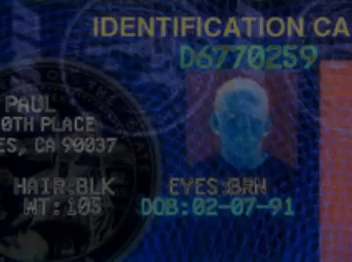 IDENTIFICATION CA
D6770259
PAUL
0TH PLACE
ES, CA 90037
HAIR:BLK EYES:BRN
WT: 105
DOB:02-07-91